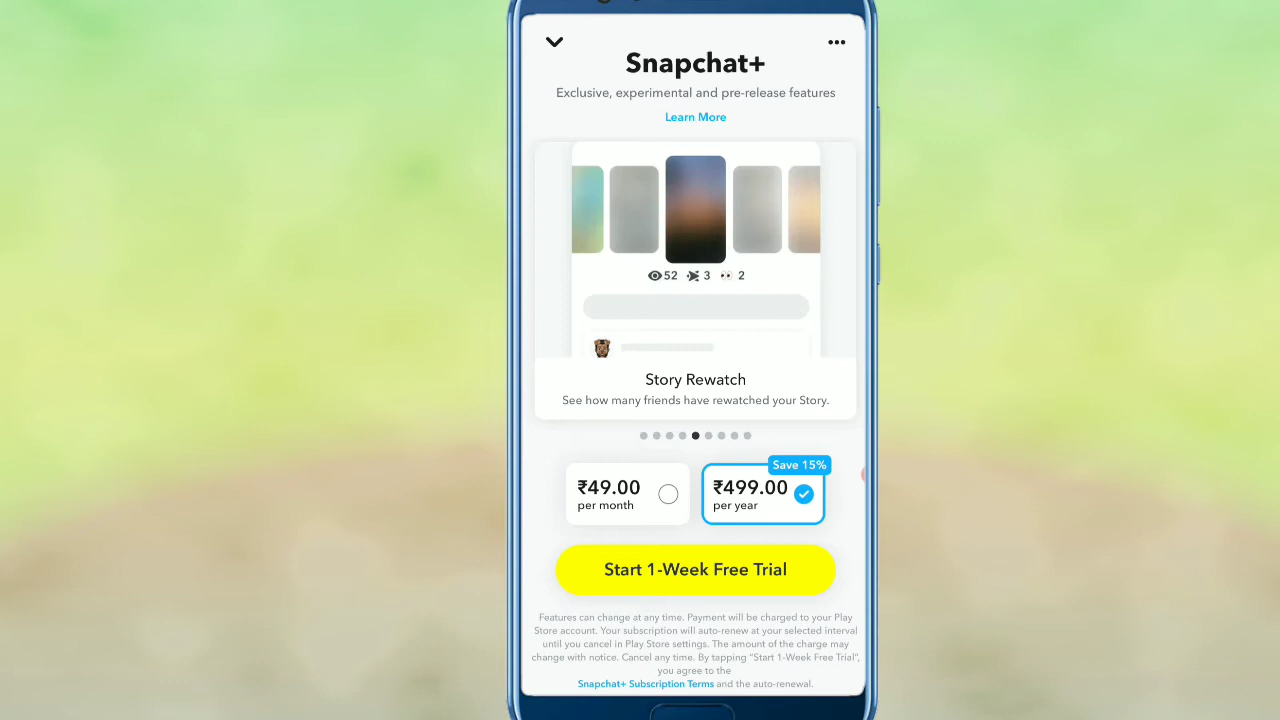 Snapchat+
Exclusive, experimental and pre-release features
Learn More
52 3 2
Story Rewatch
See how many friends have rewatched your Story.
Save 15%
₹49.00
per month
₹499.00
per year
Start 1-Week Free Trial
Features can change at any time. Payment will be charged to your Play
Store account. Your subscription will auto-renew at your selected interval
until you cancel in Play Store settings. The amount of the charge may
change with notice. Cancel any time. By tapping “Start 1-Week Free Trial”,
you agree to the
Snapchat+ Subscription Terms and the auto-renewal.